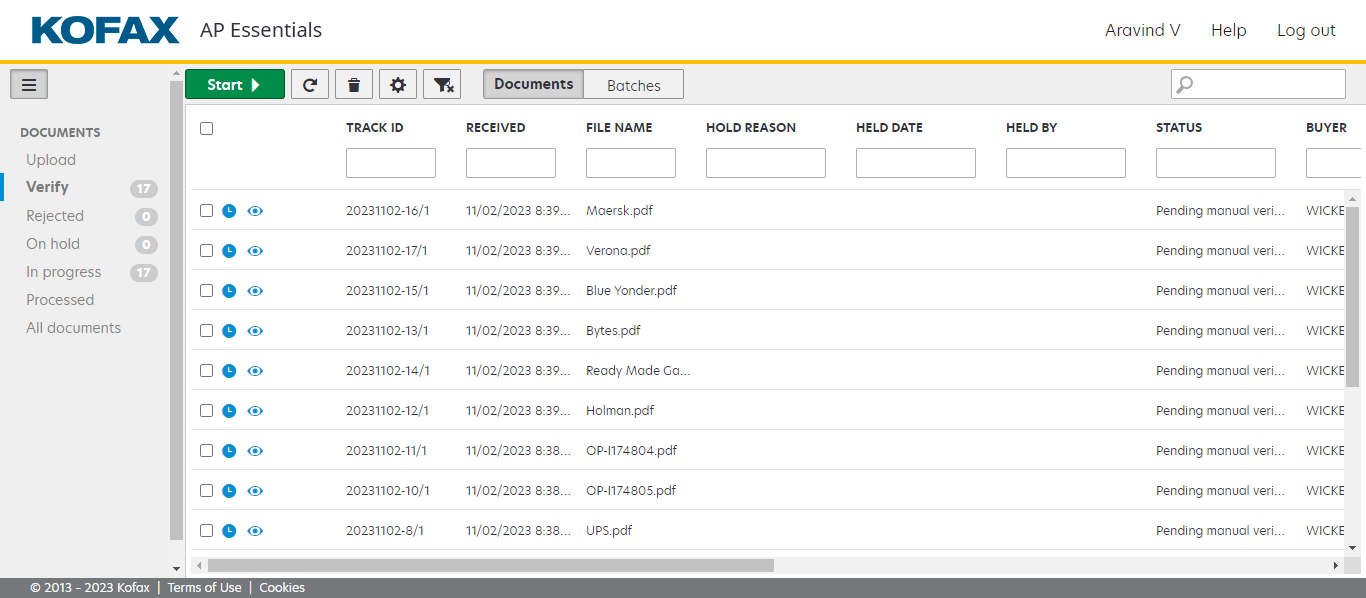 KOFAX AP Essentials Aravind V Help Log out
Start Documents Batches
DOCUMENTS
Upload
Verify 17
Rejected 0
On hold 0
In progress 17
Processed
All documents
TRACK ID RECEIVED FILE NAME HOLD REASON HELD DATE HELD BY STATUS BUYER
20231102-16/1 11/02/2023 8:39... Maersk.pdf Pending manual veri... WICKE
20231102-17/1 11/02/2023 8:39... Verona.pdf Pending manual veri... WICKE
20231102-15/1 11/02/2023 8:39... Blue Yonder.pdf Pending manual veri... WICKE
20231102-13/1 11/02/2023 8:39... Bytes.pdf Pending manual veri... WICKE
20231102-14/1 11/02/2023 8:39... Ready Made Ga... Pending manual veri... WICKE
20231102-12/1 11/02/2023 8:39... Holman.pdf Pending manual veri... WICKE
20231102-11/1 11/02/2023 8:38... OP-I174804.pdf Pending manual veri... WICKE
20231102-10/1 11/02/2023 8:38... OP-I174805.pdf Pending manual veri... WICKE
20231102-8/1 11/02/2023 8:38... UPS.pdf Pending manual veri... WICKE
© 2013 - 2023 Kofax | Terms of Use | Cookies